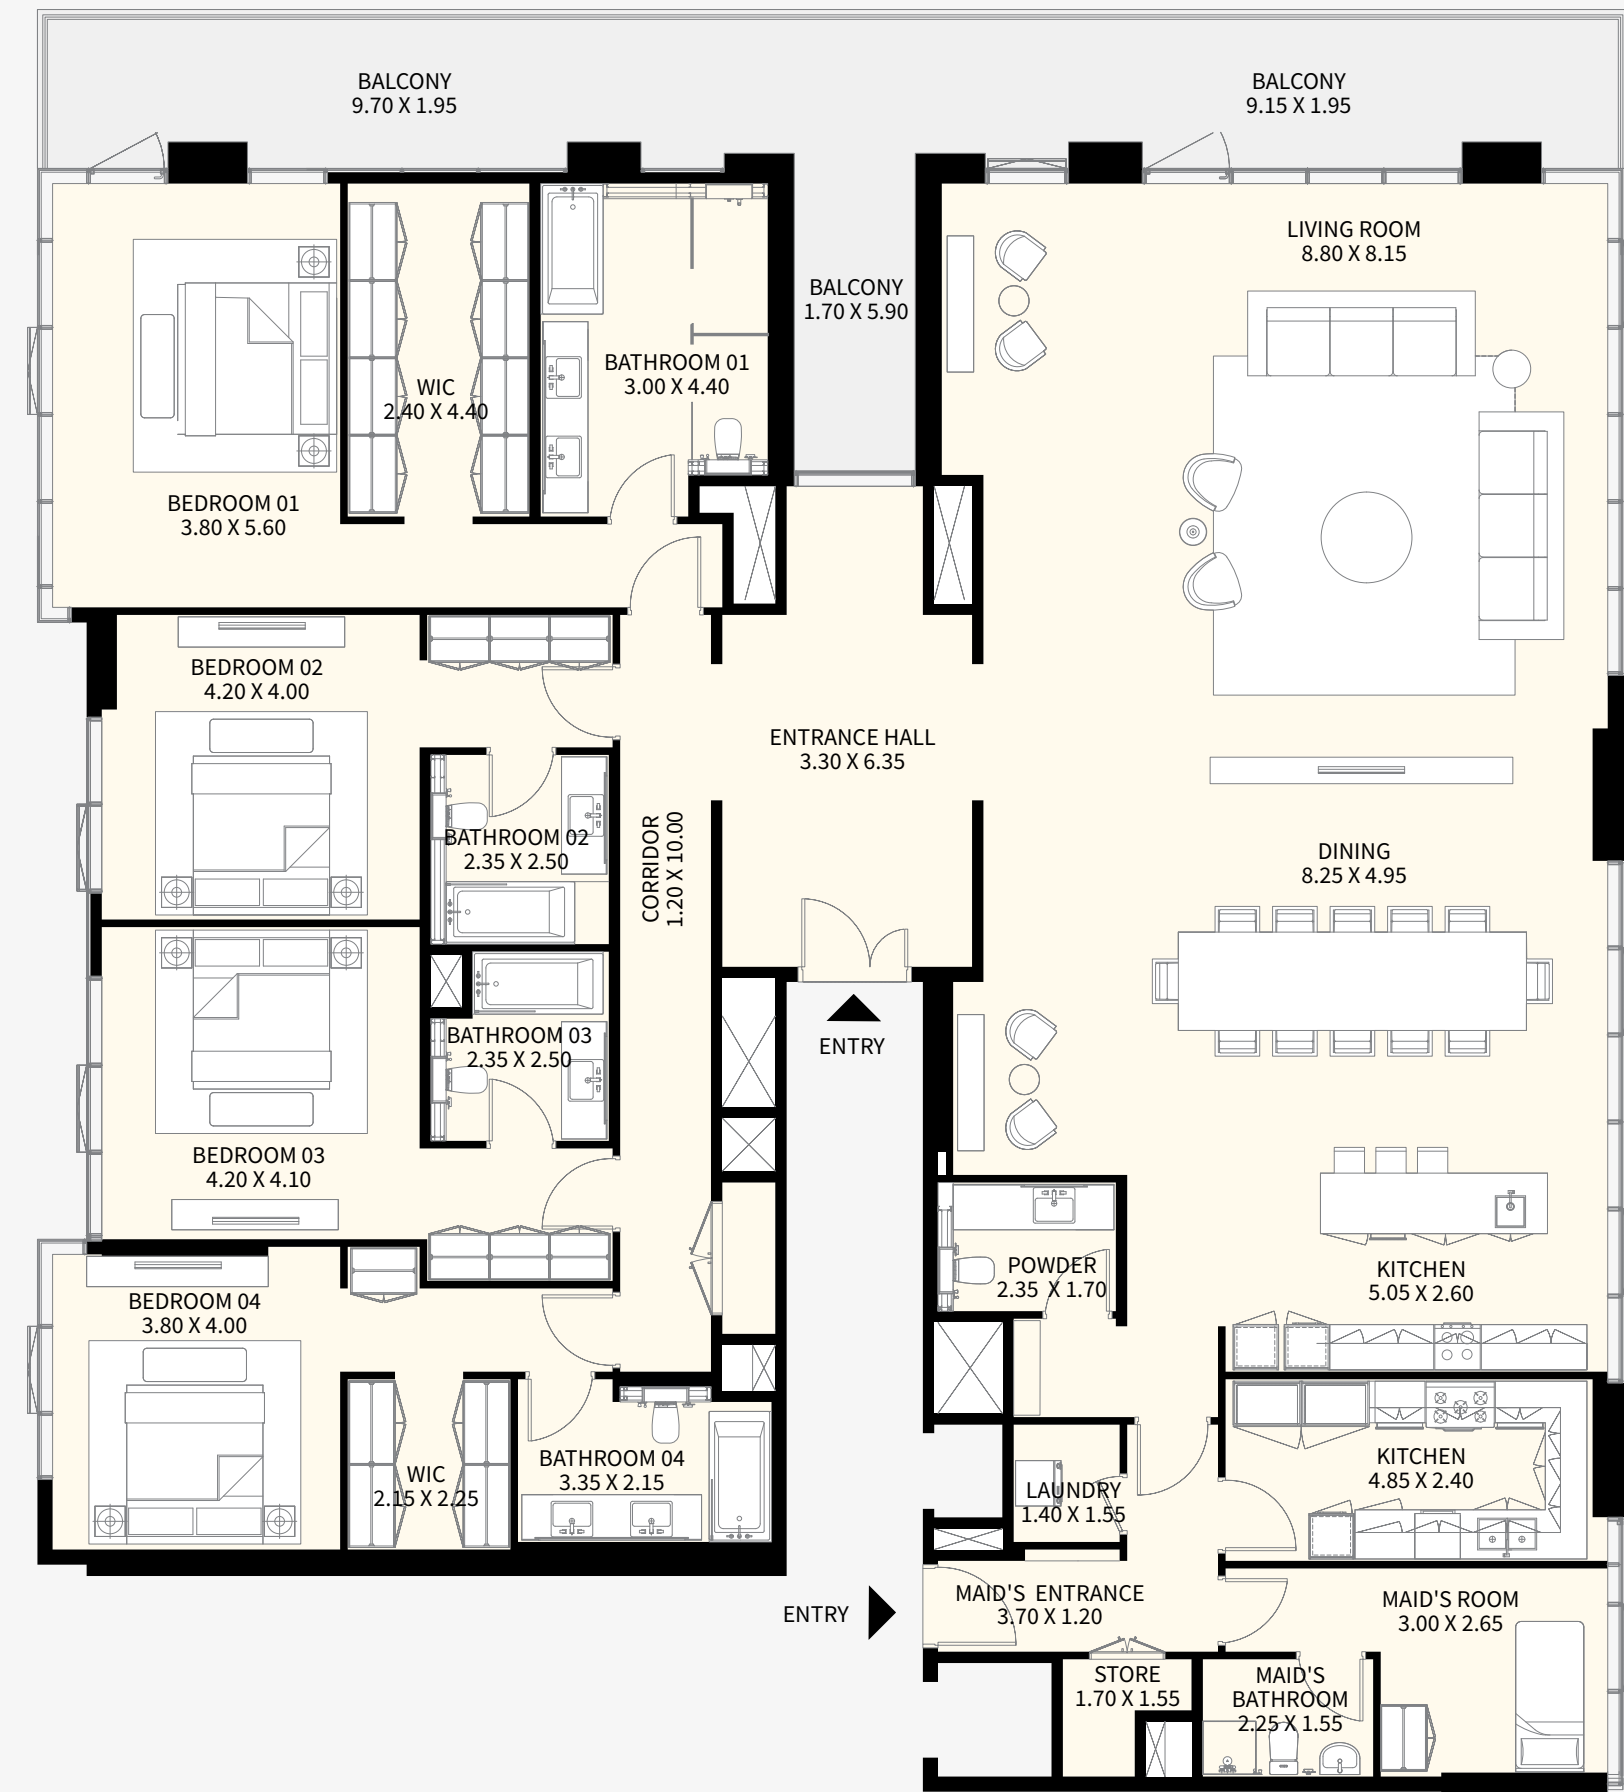 BALCONY
9.70 X 1.95
BALCONY
9.15 X 1.95
LIVING ROOM
8.80 X 8.15
BALCONY
1.70 X 5.90
BATHROOM 01
3.00 X 4.40
WIC
2.40 X 4.40
BEDROOM 01
3.80 X 5.60
BEDROOM 02
4.20 X 4.00
ENTRANCE HALL
3.30 X 6.35
BATHROOM 02
2.35 X 2.50
CORRIDOR
1.20 X 10.00
DINING
8.25 X 4.95
BATHROOM 03
2.35 X 2.50
ENTRY
BEDROOM 03
4.20 X 4.10
POWDER
2.35 X 1.70
KITCHEN
5.05 X 2.60
BEDROOM 04
3.80 X 4.00
BATHROOM 04
3.35 X 2.15
WIC
2.15 X 2.25
KITCHEN
4.85 X 2.40
LAUNDRY
1.40 X 1.55
MAID'S ENTRANCE
3.70 X 1.20
ENTRY
MAID'S ROOM
3.00 X 2.65
STORE
1.70 X 1.55
MAID'S
BATHROOM
2.25 X 1.55